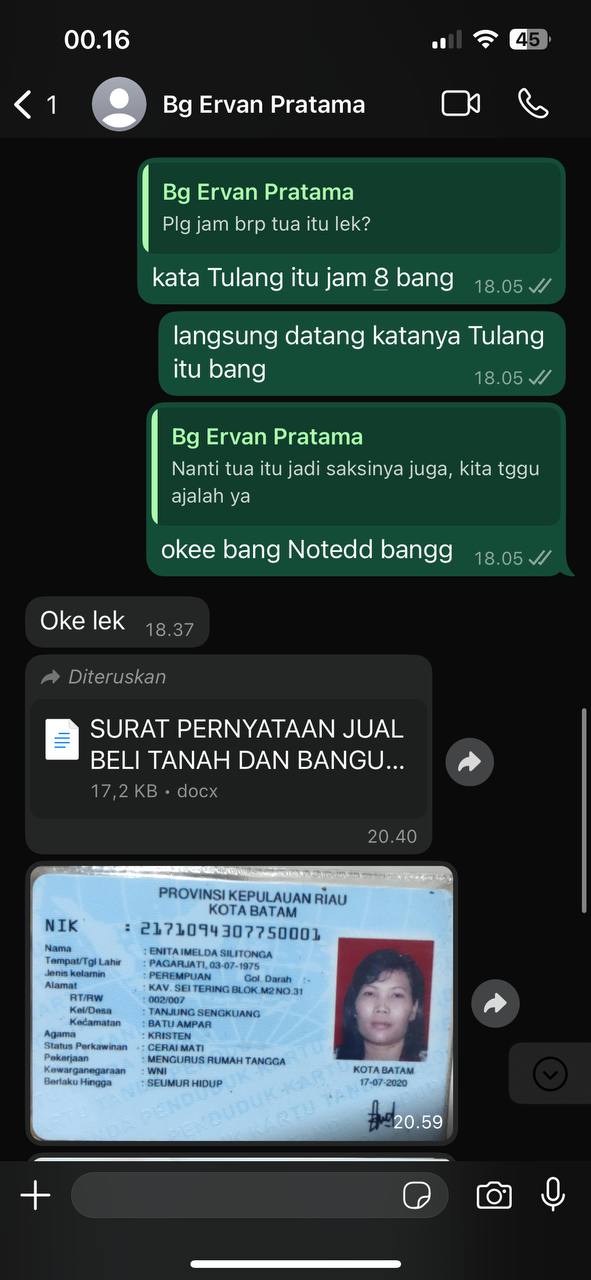 00.16
45
1
Bg Ervan Pratama
Bg Ervan Pratama
Plg jam brp tua itu lek?
kata Tulang itu jam 8 bang 18.05
langsung datang katanya Tulang
itu bang 18.05
Bg Ervan Pratama
Nanti tua itu jadi saksinya juga, kita tggu
ajalah ya
okee bang Notedd bangg 18.05
Oke lek 18.37
Diteruskan
SURAT PERNYATAAN JUAL
BELI TANAH DAN BANGU...
17,2 KB • docx
20.40
PROVINSI KEPULAUAN RIAU
KOTA BATAM
NIK : 2171094307750001
Nama : ENITA IMELDA SILITONGA
Tempat/Tgl Lahir : PAGARJATI, 03-07-1975
Jenis kelamin : PEREMPUAN Gol. Darah : -
Alamat : KAV. SEI TERING BLOK.M2 NO.31
RT/RW : 002/007
Kel/Desa : TANJUNG SENGKUANG
Kecamatan : BATU AMPAR
Agama : KRISTEN
Status Perkawinan : CERAI MATI
Pekerjaan : MENGURUS RUMAH TANGGA
Kewarganegaraan : WNI
Berlaku Hingga : SEUMUR HIDUP
KOTA BATAM
17-07-2020
20.59